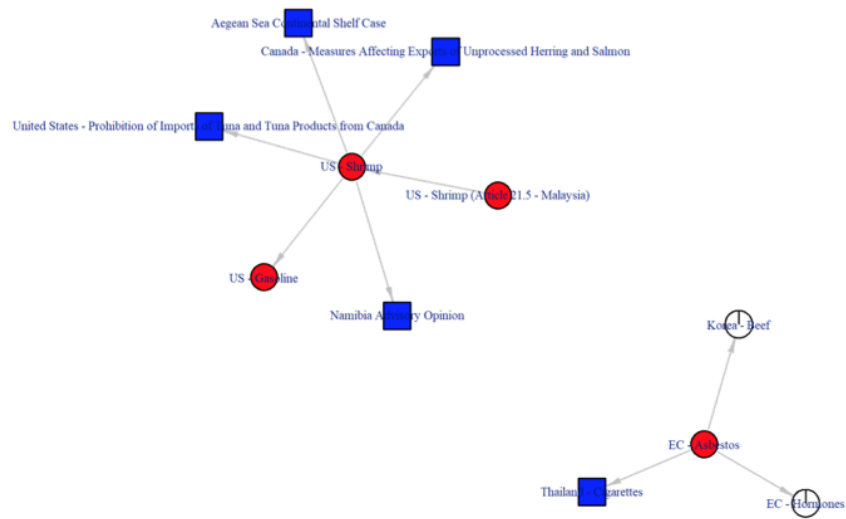 Aegean Sea Continental Shelf Case
Canada - Measures Affecting Exports of Unprocessed Herring and Salmon
United States - Prohibition of Imports of Tuna and Tuna Products from Canada
US - Shrimp
US - Shrimp (Article 21.5 - Malaysia)
US - Gasoline
Namibia Advisory Opinion
Korea - Beef
EC - Asbestos
Thailand - Cigarettes
EC - Hormones